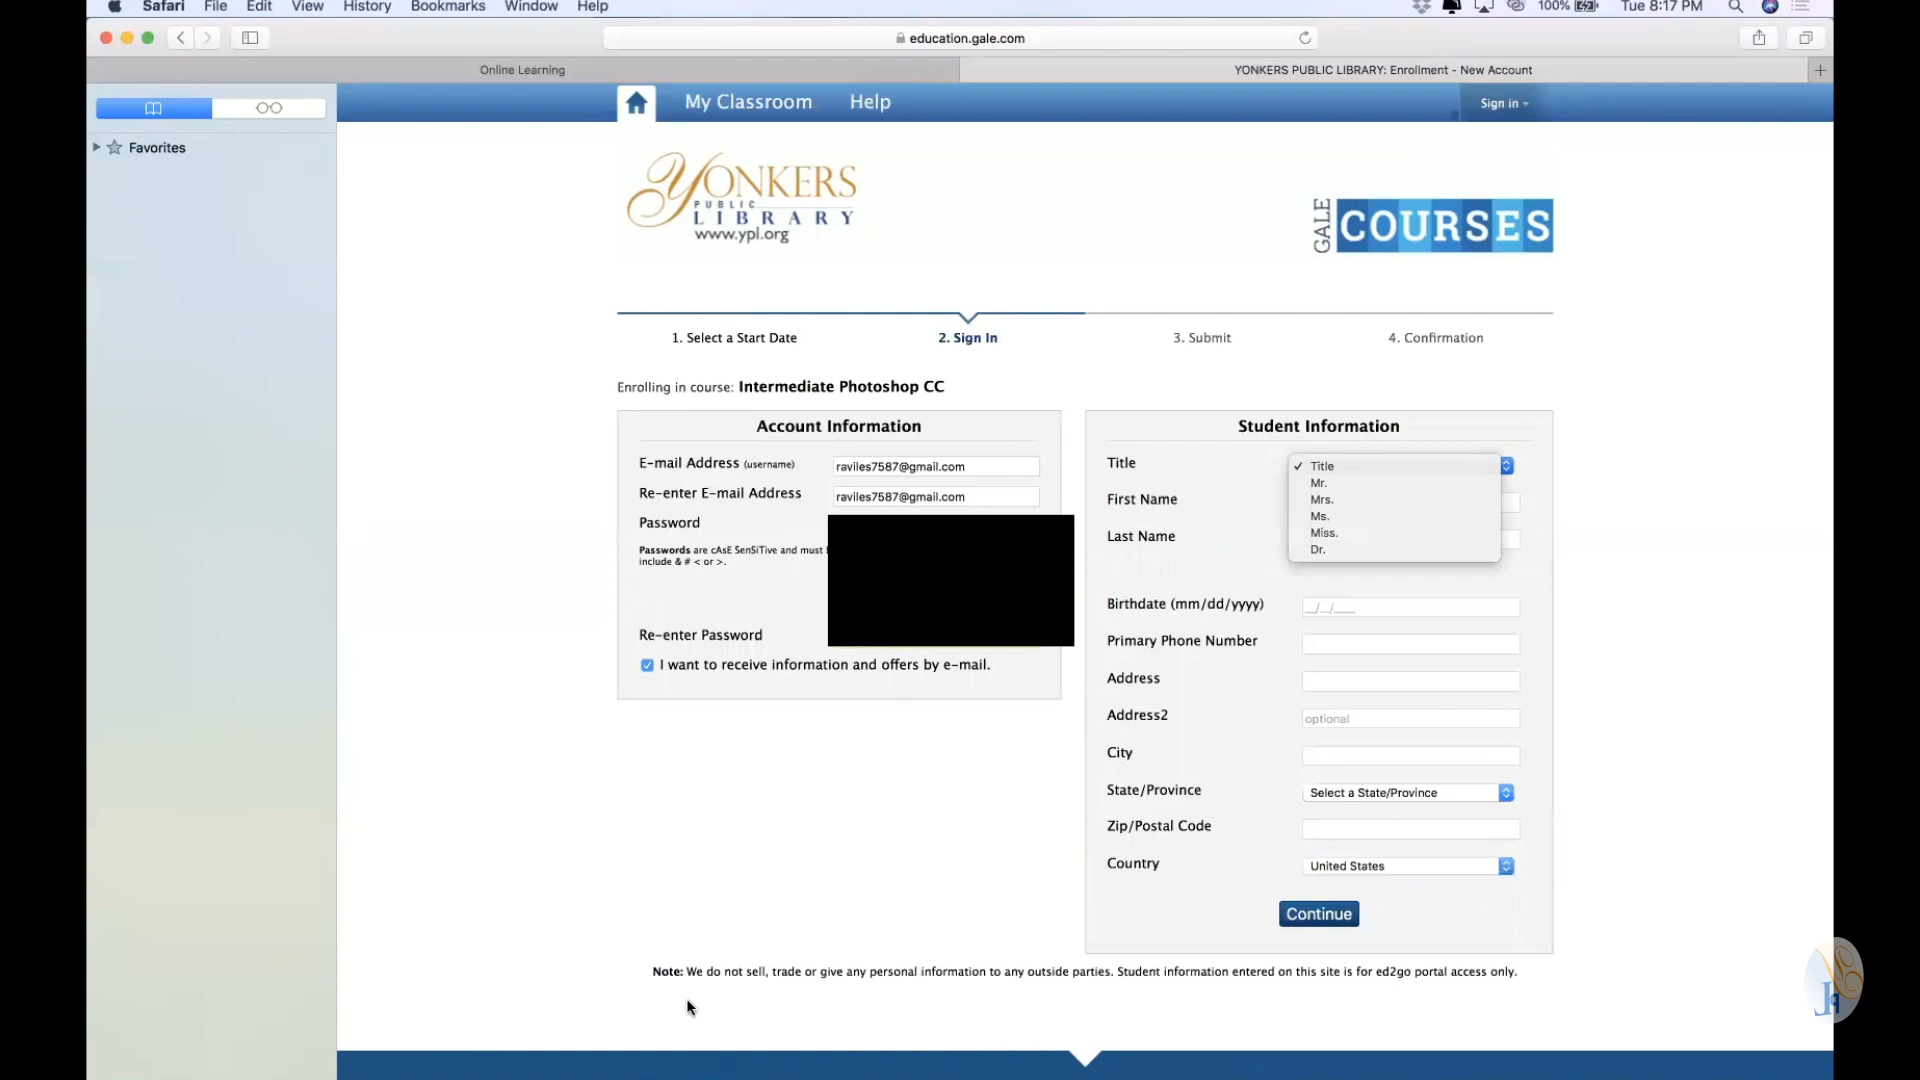 Safari File Edit View History Bookmarks Window Help 100% Tue 8:17 PM
education.gale.com
Online Learning YONKERS PUBLIC LIBRARY: Enrollment - New Account
My Classroom Help Sign in
Favorites
YONKERS
PUBLIC
LIBRARY
www.ypl.org
GALE COURSES
1. Select a Start Date 2. Sign In 3. Submit 4. Confirmation
Enrolling in course: Intermediate Photoshop CC
Account Information
E-mail Address (username) raviles7587@gmail.com
Re-enter E-mail Address raviles7587@gmail.com
Password
Passwords are cAsE SenSiTive and must
include & # < or >.
Re-enter Password
I want to receive information and offers by e-mail.
Student Information
Title
✓ Title
Mr.
Mrs.
Ms.
Miss.
Dr.
First Name
Last Name
Birthdate (mm/dd/yyyy) __/__/____
Primary Phone Number
Address
Address2 optional
City
State/Province Select a State/Province
Zip/Postal Code
Country United States
Continue
Note: We do not sell, trade or give any personal information to any outside parties. Student information entered on this site is for ed2go portal access only.